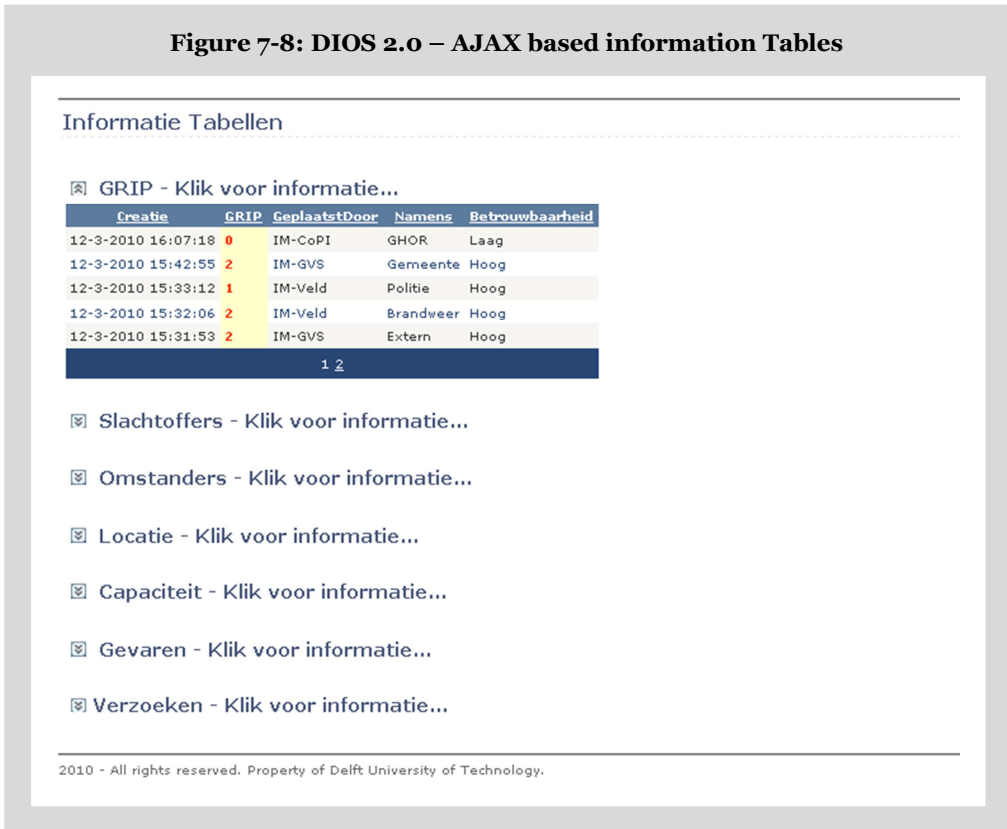 Figure 7-8: DIOS 2.0 – AJAX based information Tables
Informatie Tabellen
GRIP - Klik voor informatie...
Creatie GRIP GeplaatstDoor Namens Betrouwbaarheid
12-3-2010 16:07:18 0 IM-CoPI GHOR Laag
12-3-2010 15:42:55 2 IM-GVS Gemeente Hoog
12-3-2010 15:33:12 1 IM-Veld Politie Hoog
12-3-2010 15:32:06 2 IM-Veld Brandweer Hoog
12-3-2010 15:31:53 2 IM-GVS Extern Hoog
1 2
Slachtoffers - Klik voor informatie...
Omstanders - Klik voor informatie...
Locatie - Klik voor informatie...
Capaciteit - Klik voor informatie...
Gevaren - Klik voor informatie...
Verzoeken - Klik voor informatie...
2010 - All rights reserved. Property of Delft University of Technology.